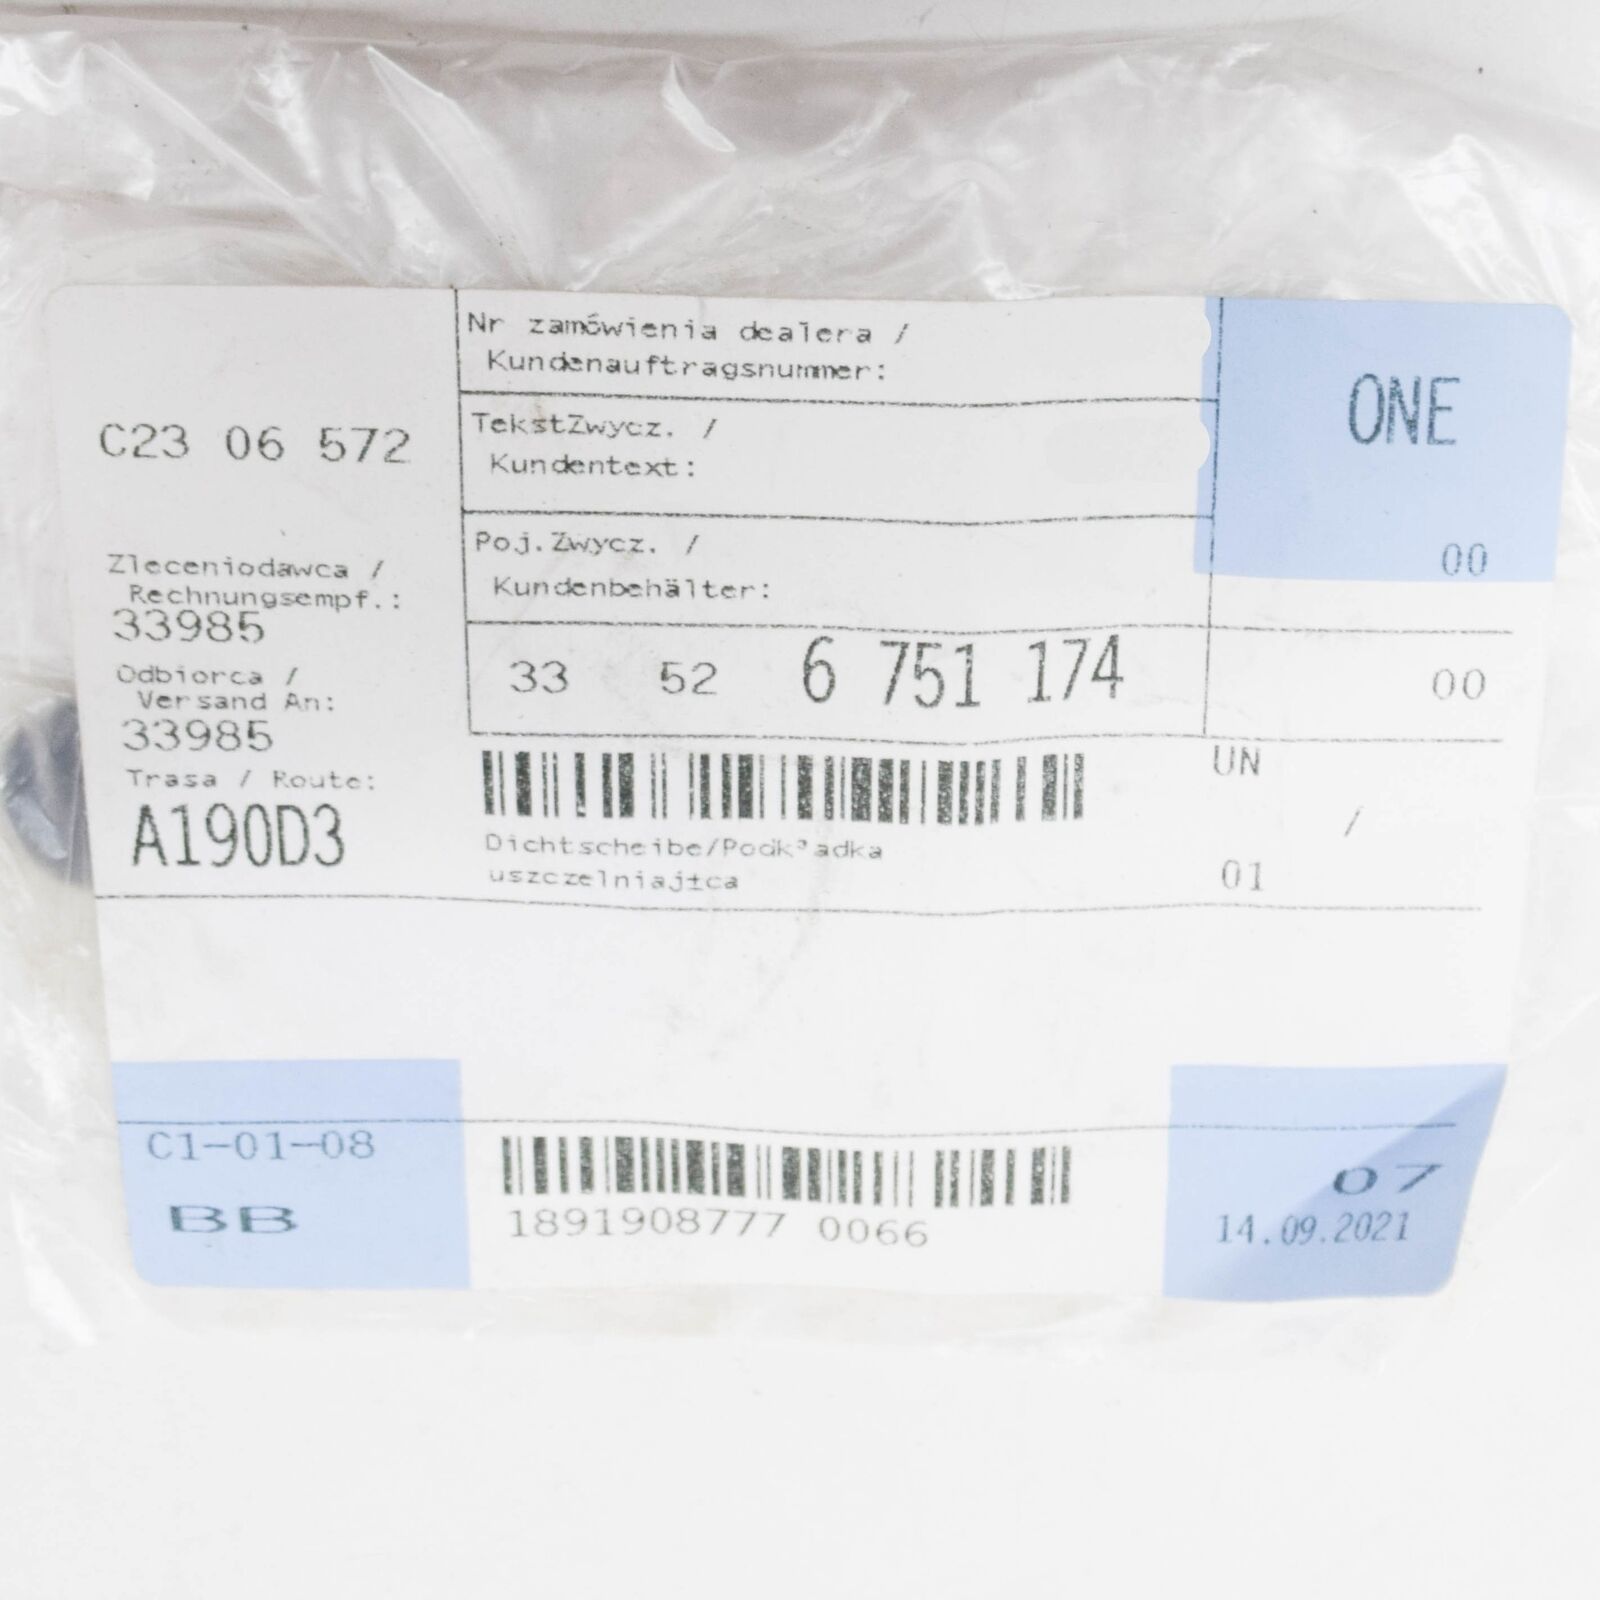 C23 06 572
Zleceniodawca /
Rechnungsempf.:
33985
Odbiorca /
Versand An:
33985
Trasa / Route:
A190D3
Nr zamówienia dealera /
Kundenauftragsnummer:
TekstZwycz. /
Kundentext:
Poj.Zwycz. /
Kundenbehälter:
33 52 6 751 174
ONE
00
00
Dichtscheibe/Podk³adka
uszczelniaj±ca
UN
/
01
C1-01-08
BB
1891908777 0066
07
14.09.2021